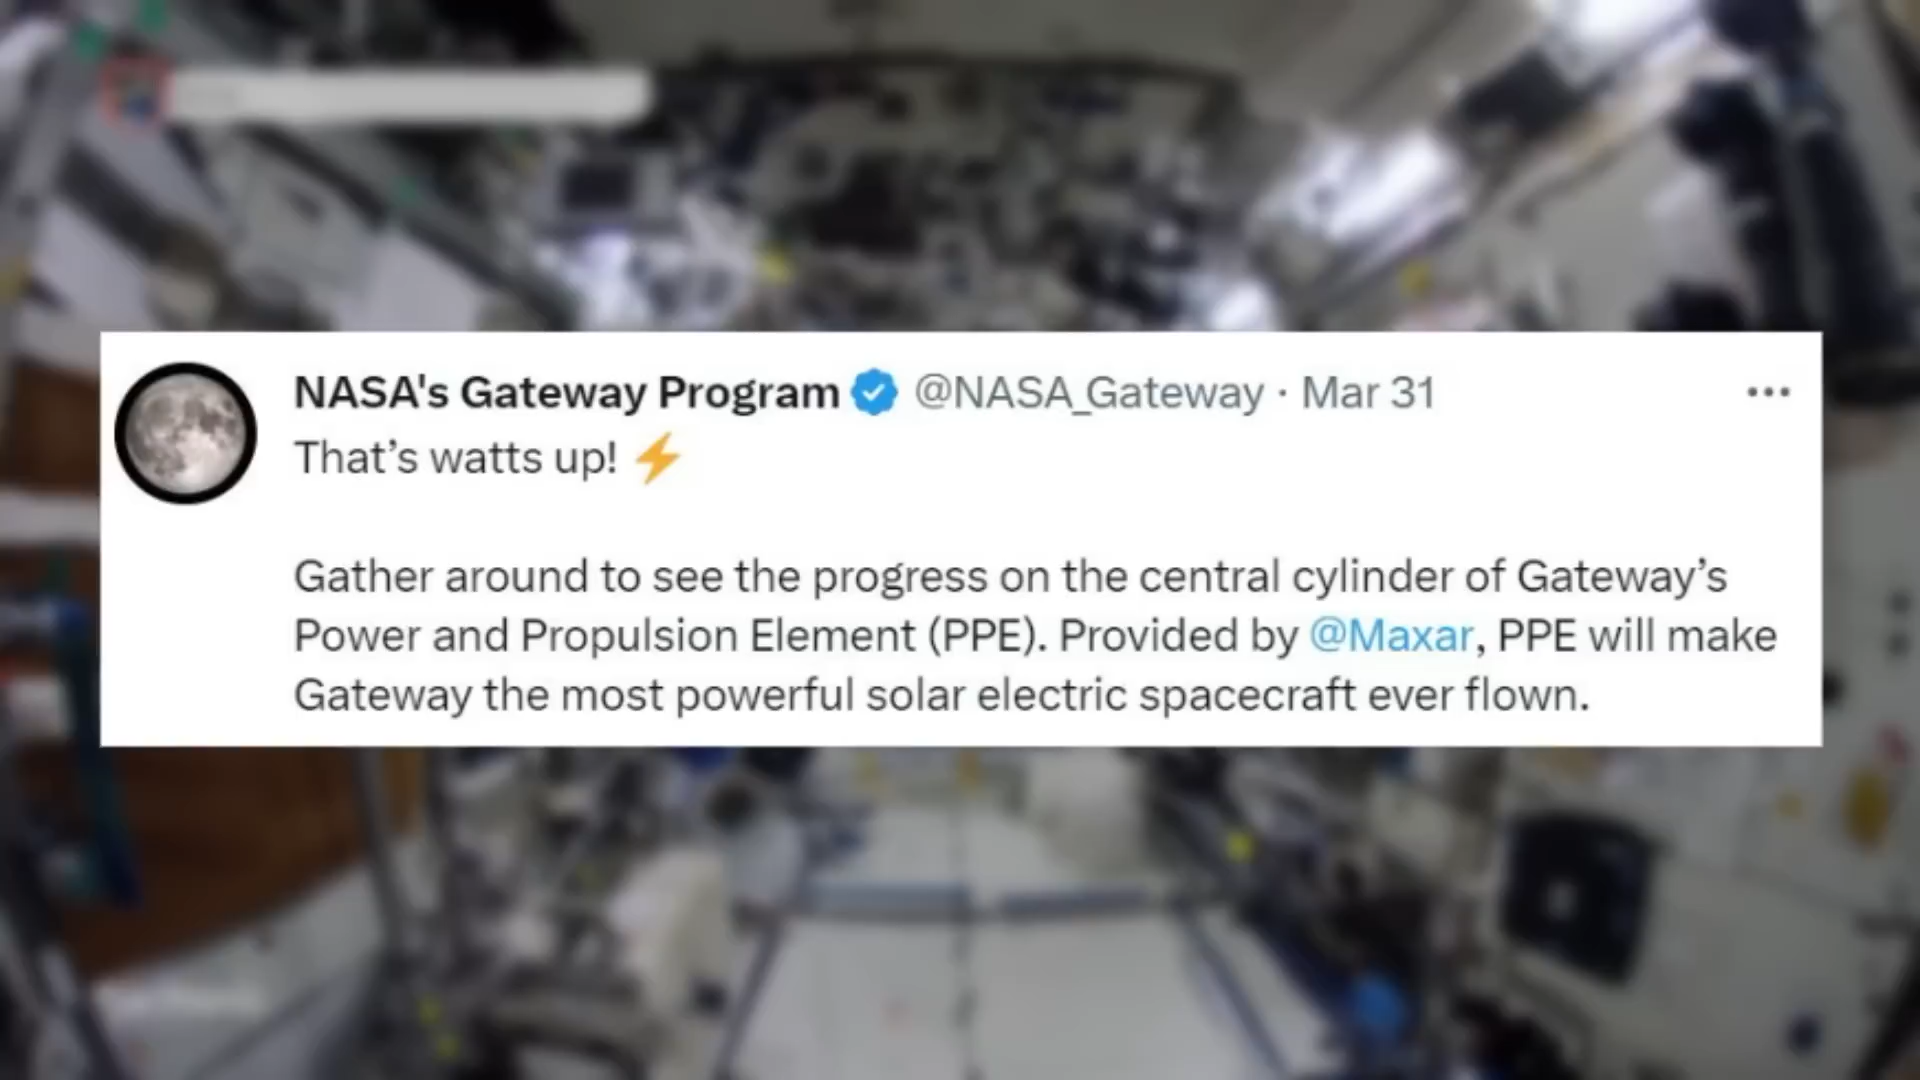 NASA's Gateway Program @NASA_Gateway · Mar 31
That’s watts up! ⚡
Gather around to see the progress on the central cylinder of Gateway’s
Power and Propulsion Element (PPE). Provided by @Maxar, PPE will make
Gateway the most powerful solar electric spacecraft ever flown.